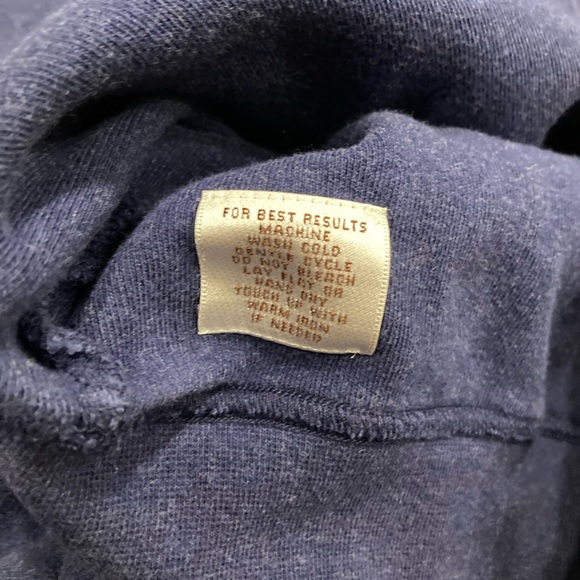 FOR BEST RESULTS
MACHINE
WASH COLD
GENTLE CYCLE
DO NOT BLEACH
LAY FLAT OR
HANG DRY
TOUCH UP WITH
WARM IRON
IF NEEDED